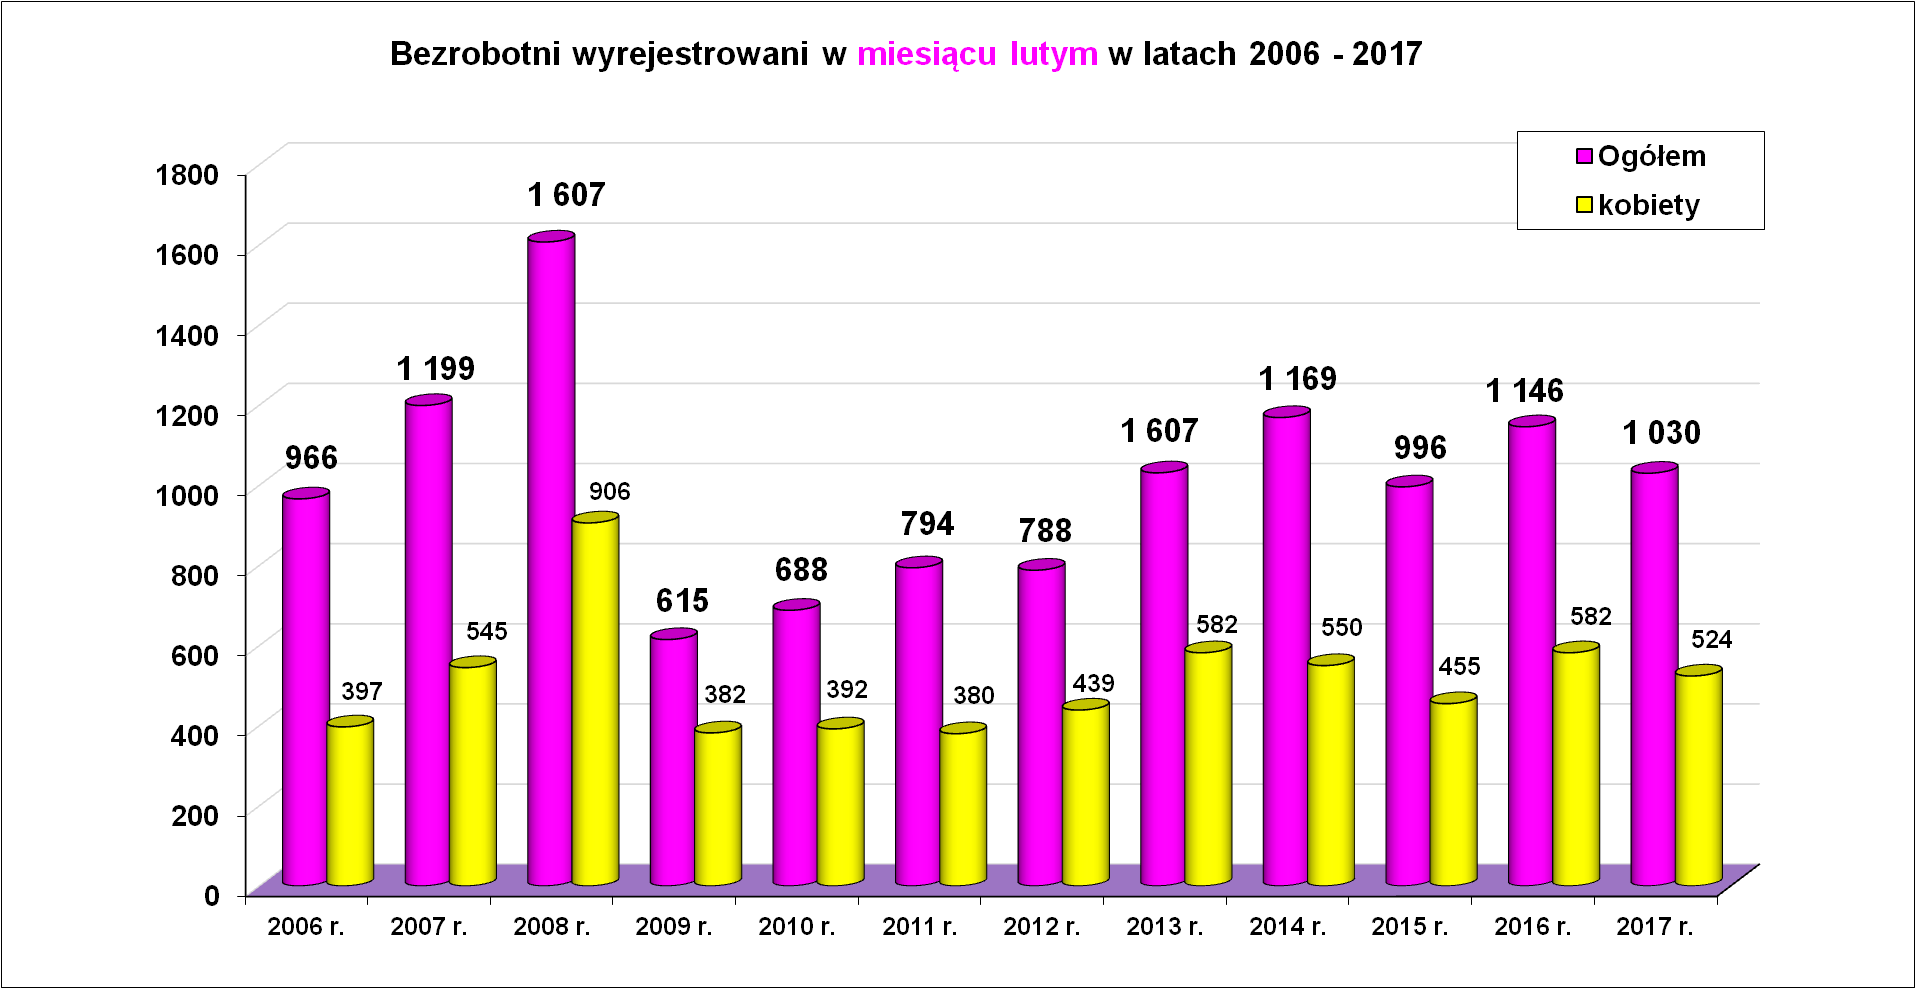 Bezrobotni wyrejestrowani w miesiącu lutym w latach 2006 - 2017
Ogółem
kobiety
1800
1600
1400
1200
1000
800
600
400
200
0
966
397
1 199
545
1 607
906
615
382
688
392
794
380
788
439
1 607
582
1 169
550
996
455
1 146
582
1 030
524
2006 r.
2007 r.
2008 r.
2009 r.
2010 r.
2011 r.
2012 r.
2013 r.
2014 r.
2015 r.
2016 r.
2017 r.